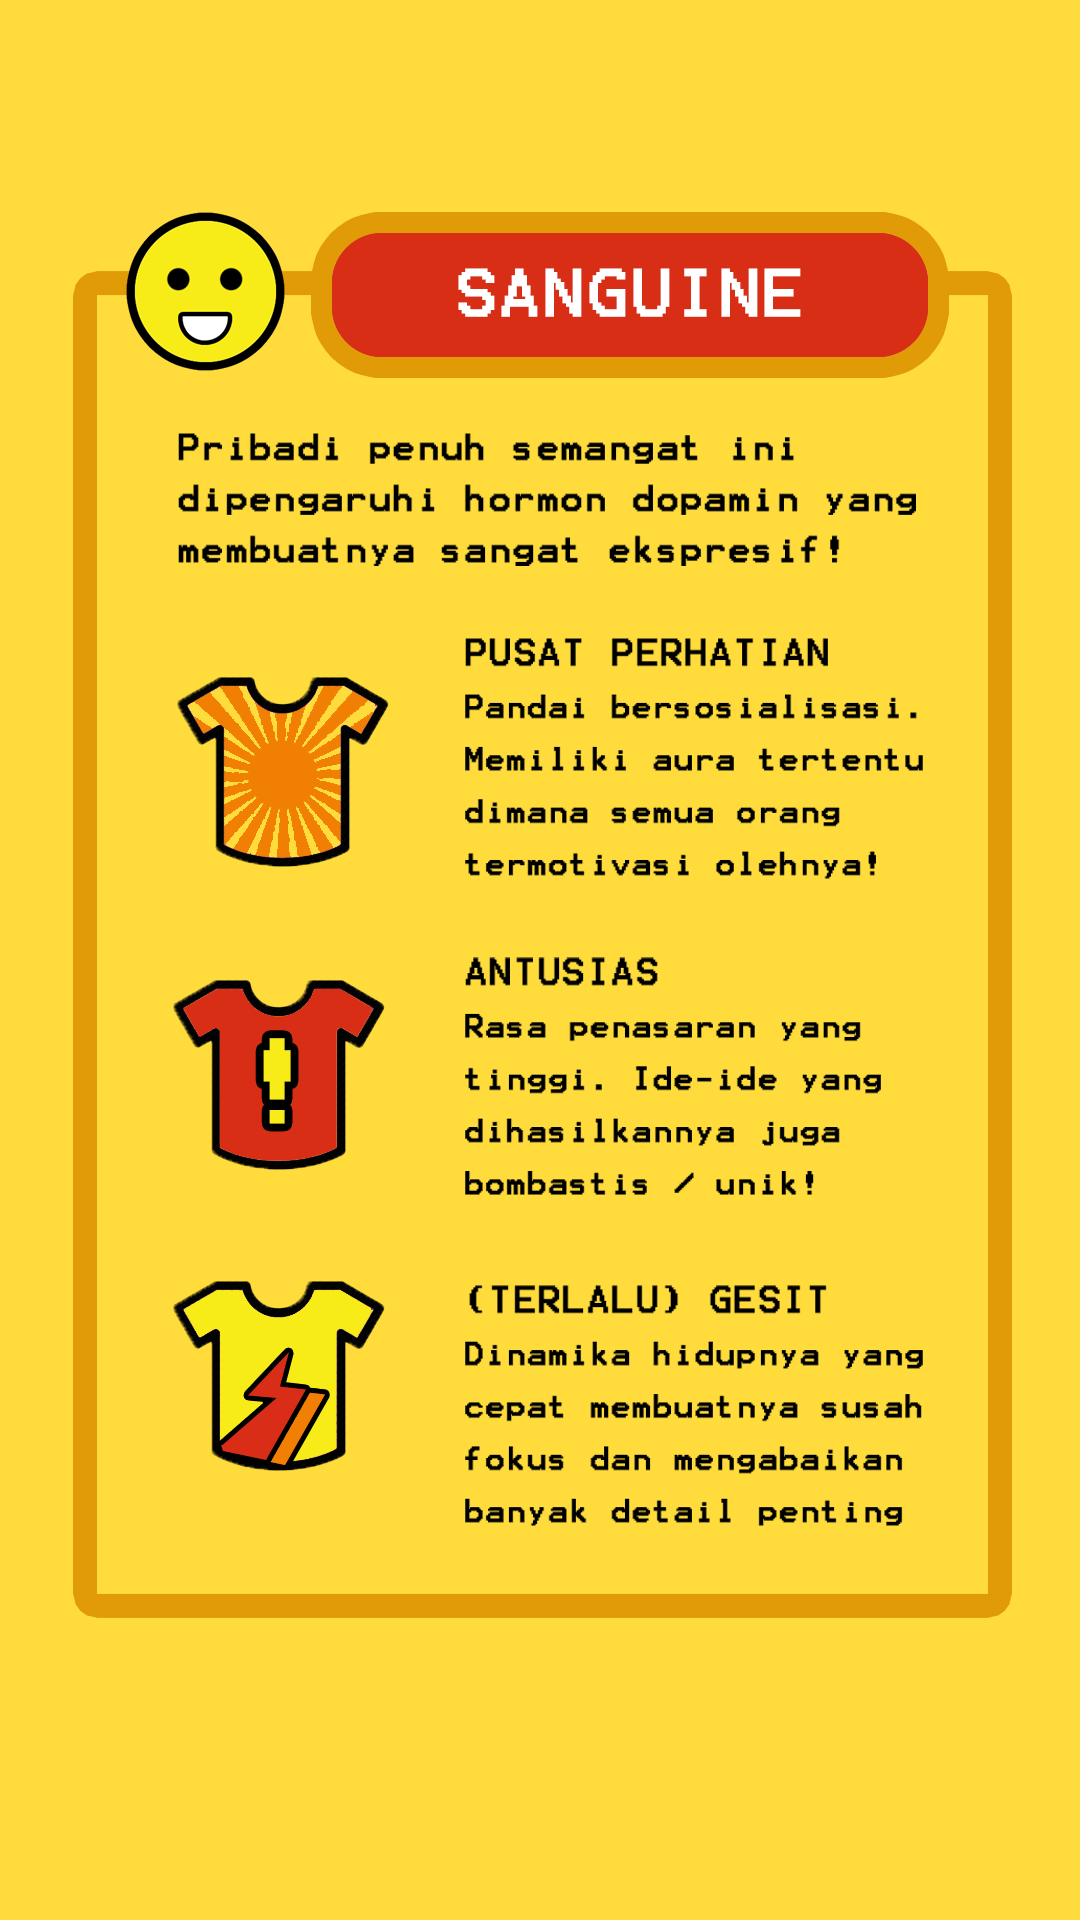 SANGUINE
Pribadi penuh semangat ini
dipengaruhi hormon dopamin yang
membuatnya sangat ekspresif!
PUSAT PERHATIAN
Pandai bersosialisasi.
Memiliki aura tertentu
dimana semua orang
termotivasi olehnya!
ANTUSIAS
Rasa penasaran yang
tinggi. Ide-ide yang
dihasilkannya juga
bombastis / unik!
(TERLALU) GESIT
Dinamika hidupnya yang
cepat membuatnya susah
fokus dan mengabaikan
banyak detail penting